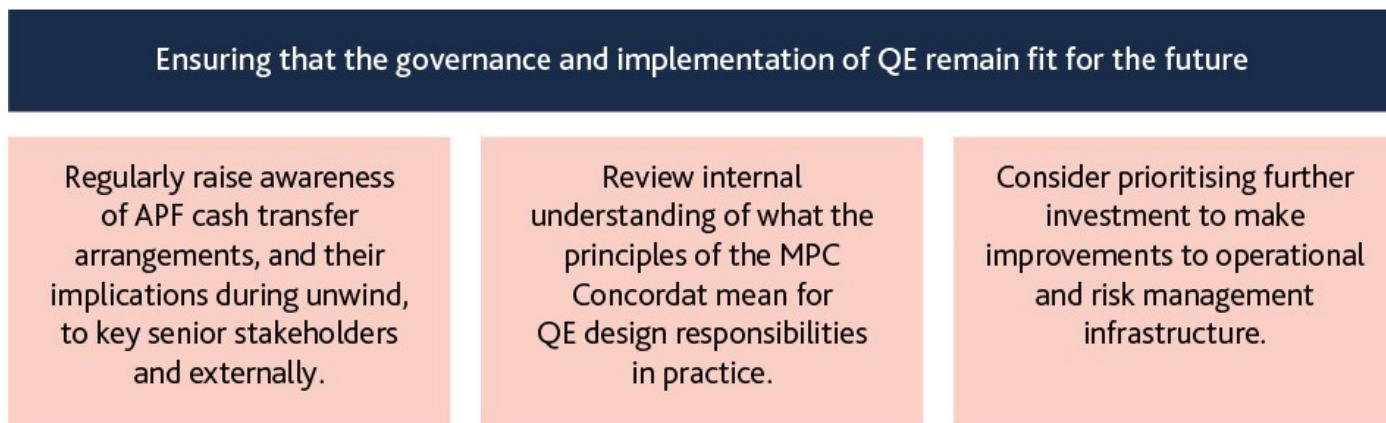 Ensuring that the governance and implementation of QE remain fit for the future
Regularly raise awareness
of APF cash transfer
arrangements, and their
implications during unwind,
to key senior stakeholders
and externally.
Review internal
understanding of what the
principles of the MPC
Concordat mean for
QE design responsibilities
in practice.
Consider prioritising further
investment to make
improvements to operational
and risk management
infrastructure.